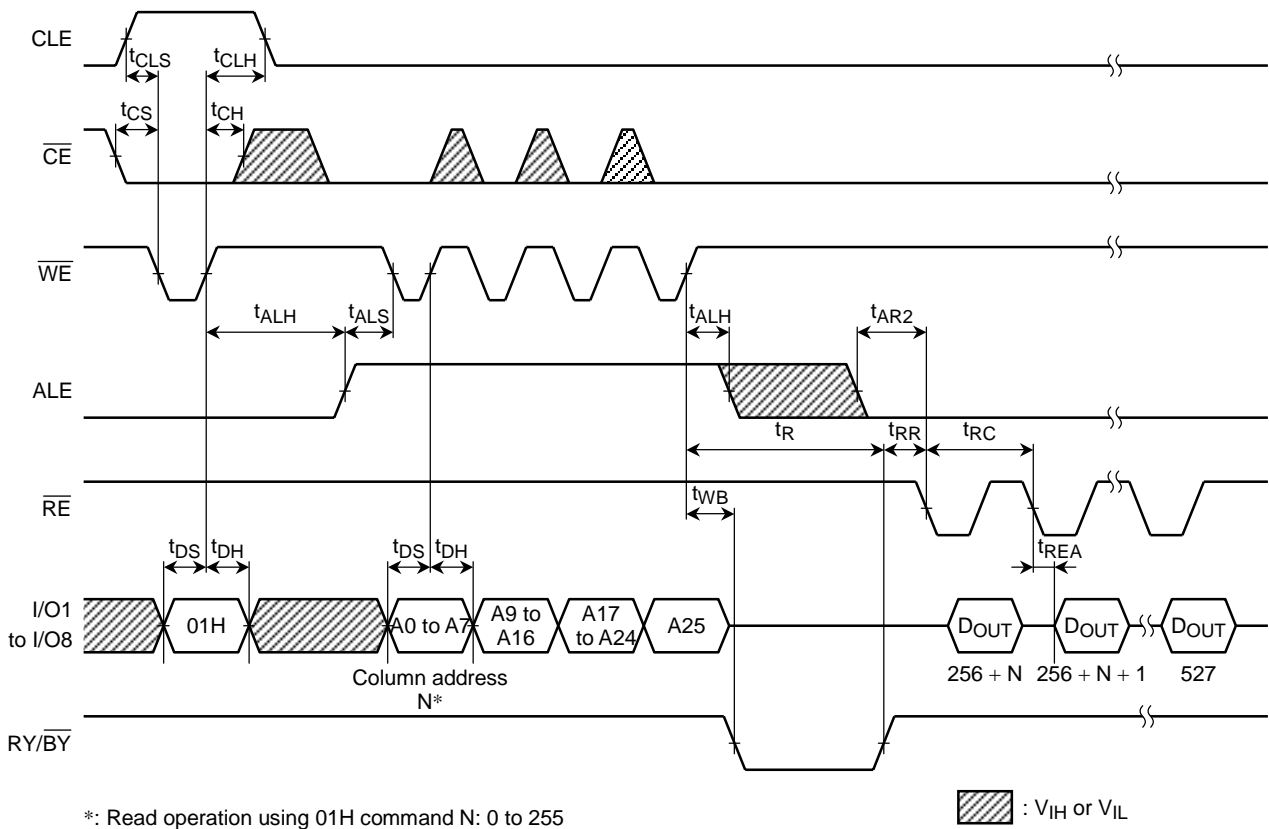 CLE
tCLS
tCLH
tCS
tCH
CE
WE
tALH
tALS
tALH
tAR2
ALE
tR
tRR
tRC
RE
tWB
tDS
tDH
tDS
tDH
tREA
I/O1
to I/O8
01H
A0 to A7
A9 to
A16
A17
to A24
A25
DOUT
DOUT
DOUT
Column address
N*
256 + N
256 + N + 1
527
RY/BY
*: Read operation using 01H command N: 0 to 255
: VIH or VIL